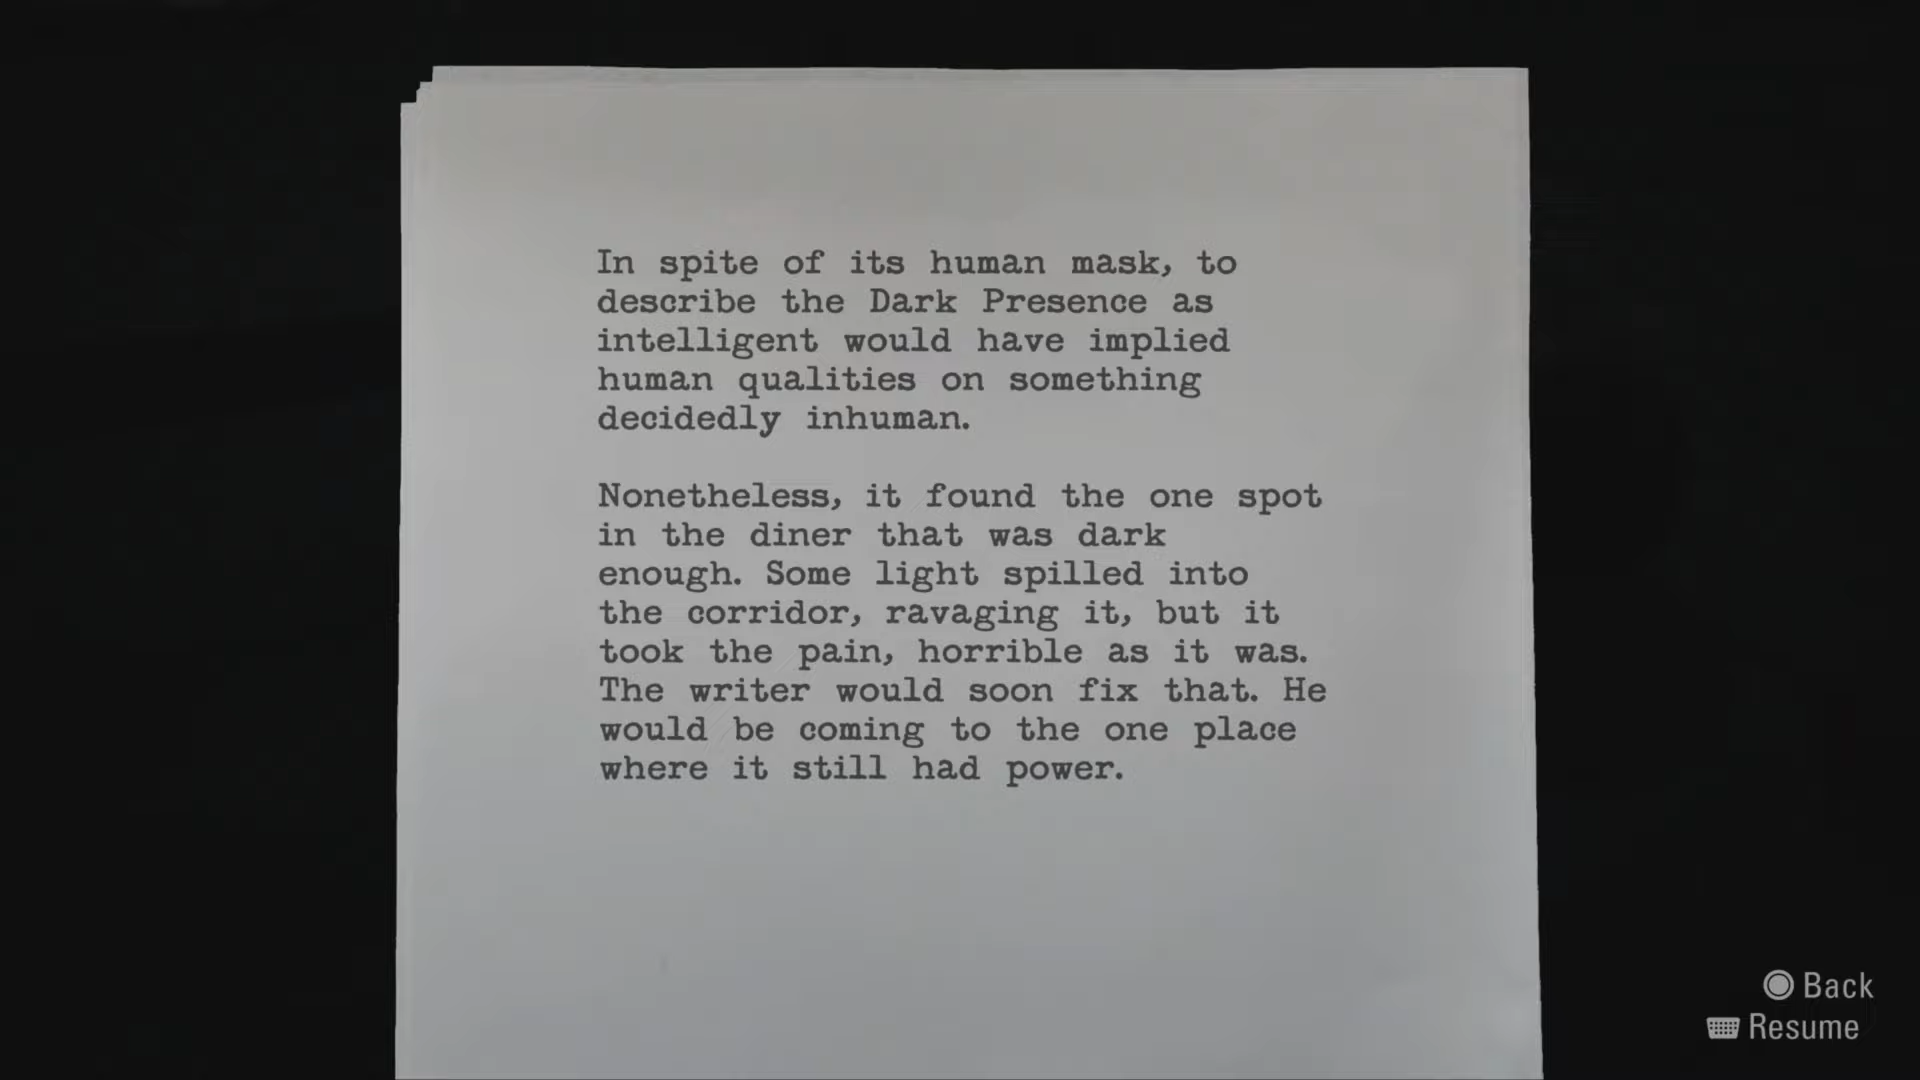 In spite of its human mask, to
describe the Dark Presence as
intelligent would have implied
human qualities on something
decidedly inhuman.
Nonetheless, it found the one spot
in the diner that was dark
enough. Some light spilled into
the corridor, ravaging it, but it
took the pain, horrible as it was.
The writer would soon fix that. He
would be coming to the one place
where it still had power.
Back
Resume